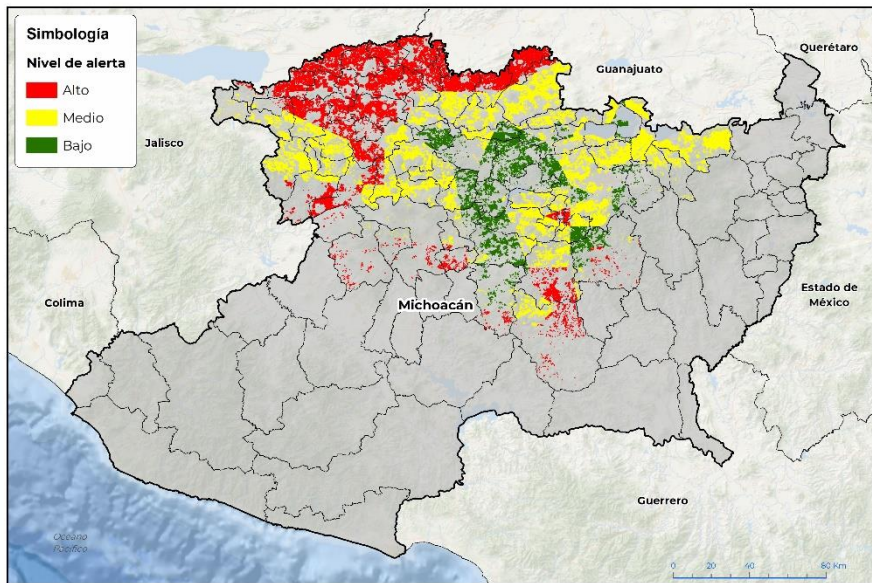 Simbología
Nivel de alerta
Alto
Medio
Bajo
Querétaro
Guanajuato
Jalisco
Estado de
México
Colima
Michoacán
Guerrero
Océano
Pacífico
0 20 40 60 80 Km